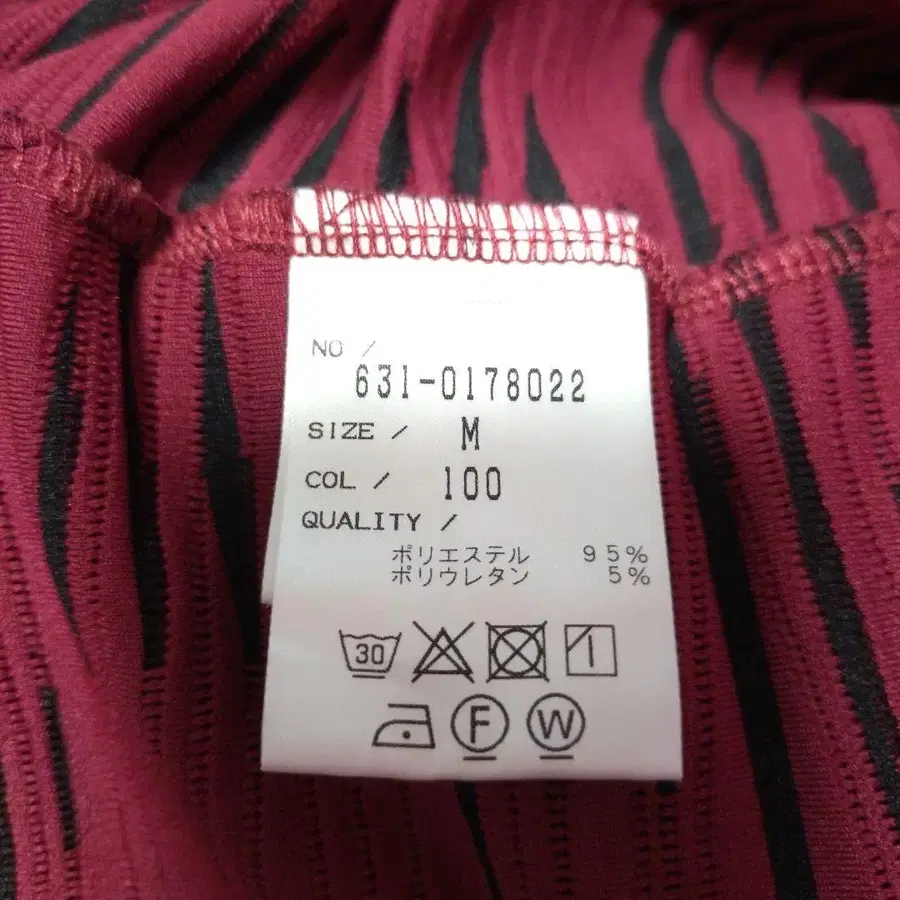 NO /
631-0178022
SIZE / M
COL / 100
QUALITY /
ポリエステル 95%
ポリウレタン 5%
30
F W